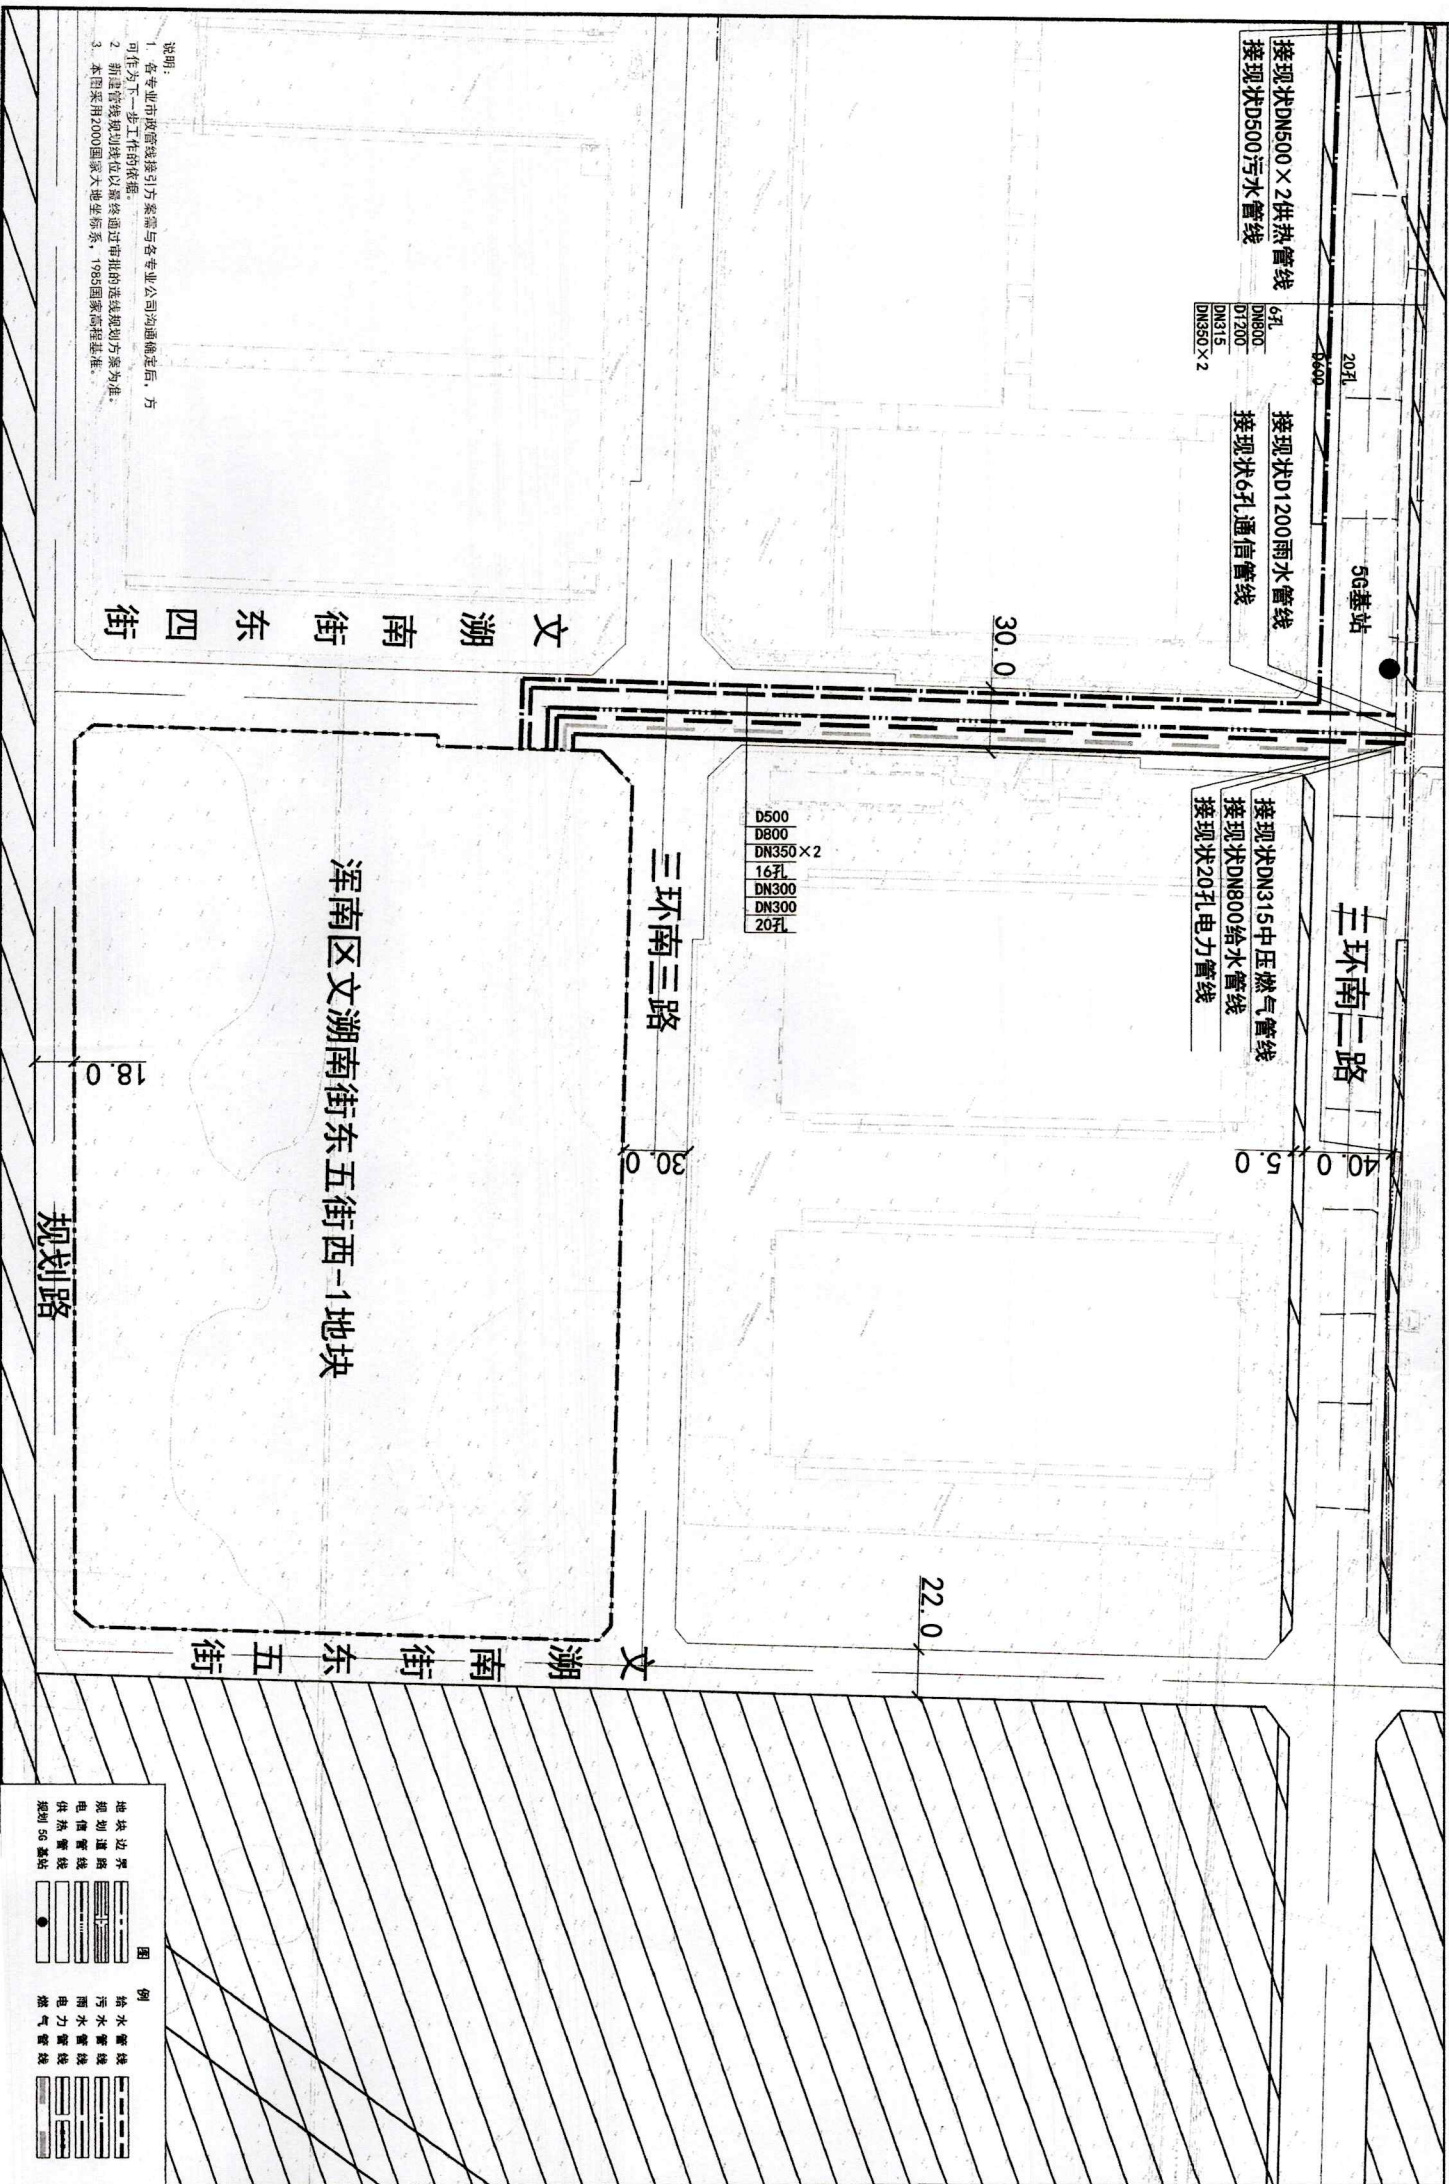 接现状DN500×2供热管线
接现状D500污水管线
6孔
DN800
D1200
DN315
DN350×2
20孔
D600
接现状D1200雨水管线
接现状6孔通信管线
5G基站
接现状DN315中压燃气管线
接现状DN800给水管线
接现状20孔电力管线
三环南二路
40.0
5.0
30.0
22.0
D500
D800
DN350×2
16孔
DN300
DN300
20孔
三环南三路
30.0
文溯南街东四街
浑南区文溯南街东五街西-1地块
文溯南街东五街
18.0
规划路
说明：
1. 各专业市政管线接引方案需与各专业公司沟通确定后，方
可作为下一步工作的依据。
2. 新建管线规划线位以最终通过审批的选线规划方案为准。
3. 本图采用2000国家大地坐标系，1985国家高程基准。
图 例
地块边界
规划道路
电信管线
供热管线
规划5G基站
给水管线
污水管线
雨水管线
电力管线
燃气管线